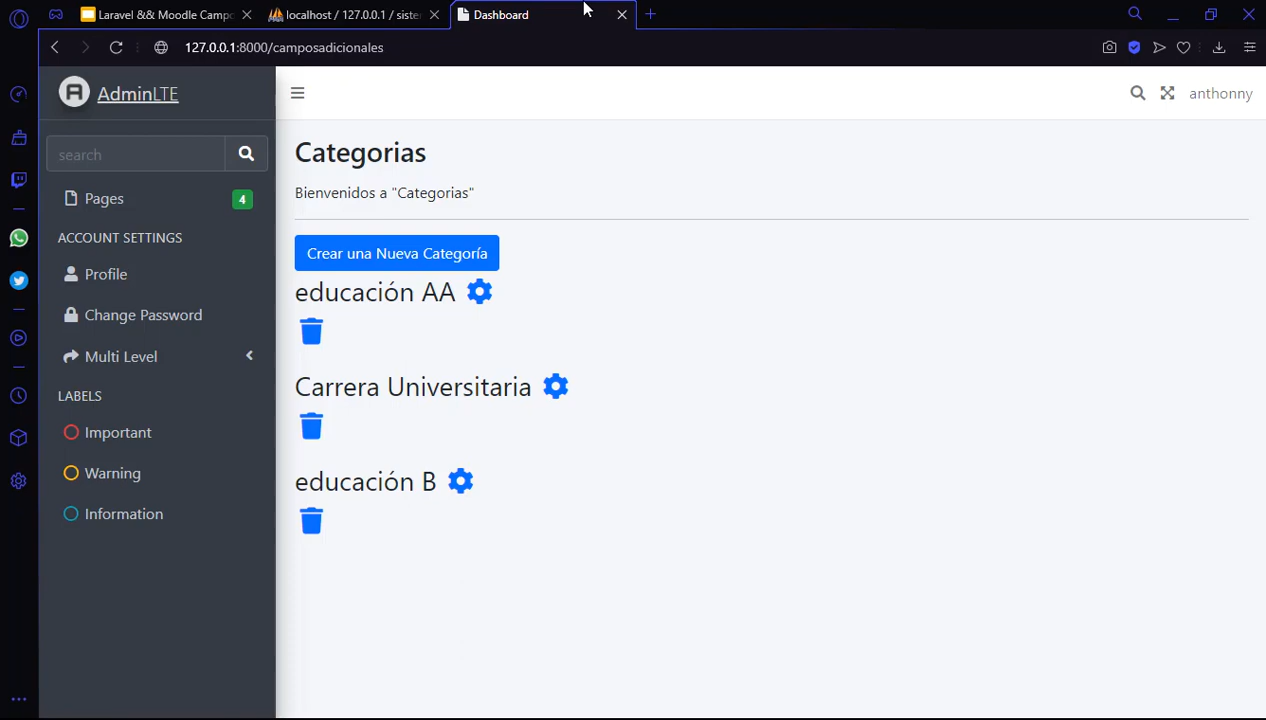 Laravel && Moodle Campo
localhost / 127.0.0.1 / siste
Dashboard
127.0.0.1:8000/camposadicionales
AdminLTE
anthonny
search
Pages
4
ACCOUNT SETTINGS
Profile
Change Password
Multi Level
LABELS
Important
Warning
Information
Categorias
Bienvenidos a "Categorias"
Crear una Nueva Categoría
educación AA
Carrera Universitaria
educación B